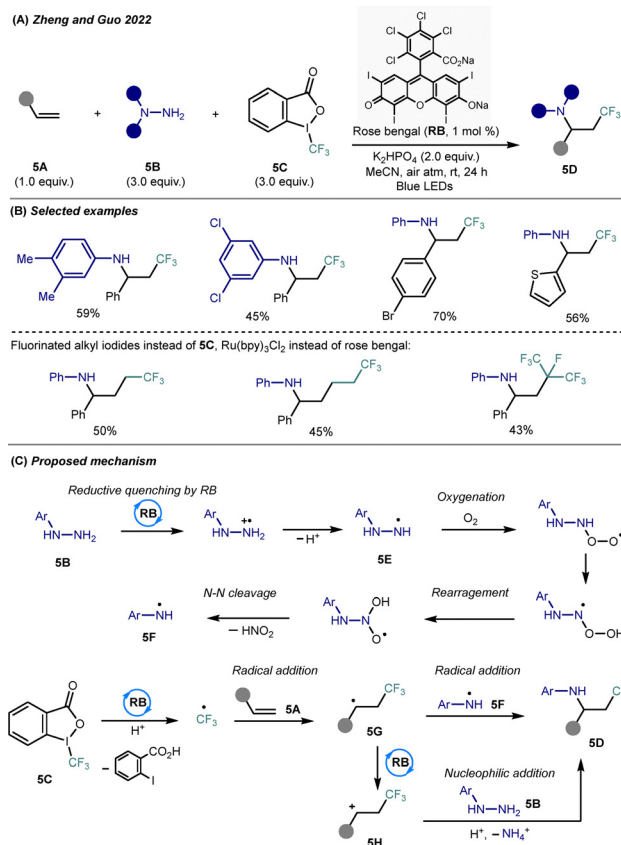 (A) Zheng and Guo 2022
Cl
Cl
Cl
Cl
CO₂Na
I
I
O
O
ONa
I
I
+
N–NH₂
+
O
O
I
CF₃
Rose bengal (RB, 1 mol %)
K₂HPO₄ (2.0 equiv.)
MeCN, air atm, rt, 24 h
Blue LEDs
N
CF₃
5A
(1.0 equiv.)
5B
(3.0 equiv.)
5C
(3.0 equiv.)
5D
(B) Selected examples
Me
Me
NH
CF₃
Ph
59%
Cl
Cl
NH
CF₃
Ph
45%
Ph–NH
CF₃
Br
70%
Ph–NH
CF₃
S
56%
Fluorinated alkyl iodides instead of 5C, Ru(bpy)₃Cl₂ instead of rose bengal:
Ph–NH
CF₃
Ph
50%
Ph–NH
CF₃
Ph
45%
Ph–NH
F₃C
F
CF₃
Ph
43%
(C) Proposed mechanism
Reductive quenching by RB
Oxygenation
Ar
HN–NH₂
5B
RB
Ar
+•
HN–NH₂
–H⁺
Ar
•
HN–NH
5E
O₂
Ar
HN–NH
O–O•
N-N cleavage
Rearragement
•
Ar–NH
5F
– HNO₂
Ar
OH
HN–N
O•
Ar
•
HN–N
O–OH
Radical addition
Radical addition
O
O
I
CF₃
5C
RB
H⁺
–
CO₂H
I
•
CF₃
5A
•
CF₃
5G
•
Ar–NH 5F
Ar
NH
C
5D
RB
Nucleophilic addition
+
CF₃
5H
Ar
HN–NH₂ 5B
H⁺, –NH₄⁺